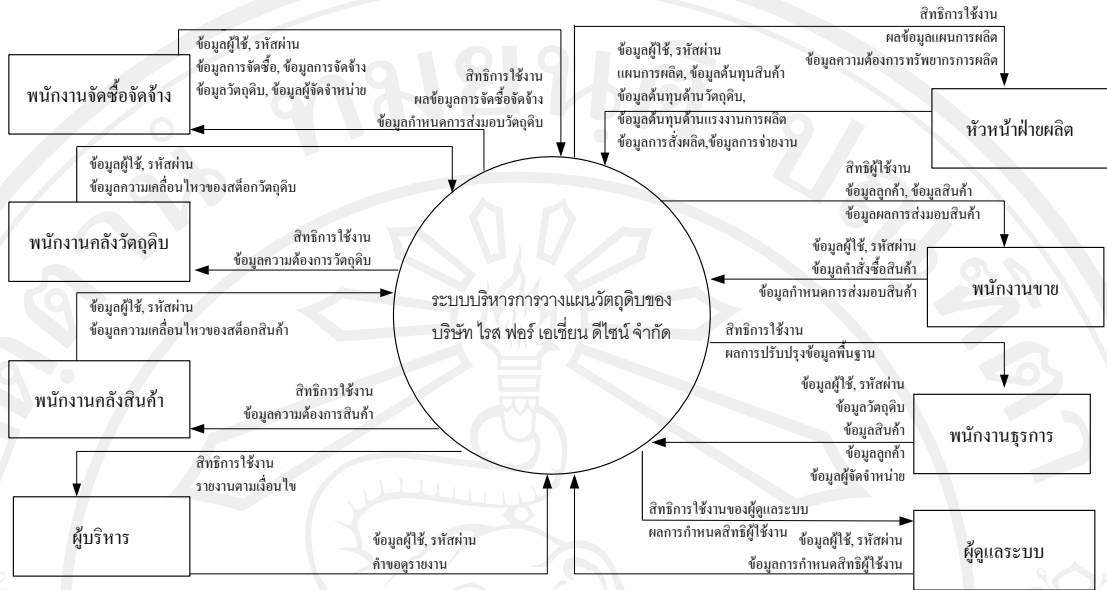 สิทธิการใช้งาน
ผลข้อมูลแผนการผลิต
ข้อมูลความต้องการทรัพยากรการผลิต
ข้อมูลผู้ใช้, รหัสผ่าน
ข้อมูลการจัดซื้อ, ข้อมูลการจัดจ้าง
ข้อมูลวัตถุดิบ, ข้อมูลผู้จัดจำหน่าย
พนักงานจัดซื้อจัดจ้าง
สิทธิการใช้งาน
ผลข้อมูลการจัดซื้อจัดจ้าง
ข้อมูลกำหนดการส่งมอบวัตถุดิบ
ข้อมูลผู้ใช้, รหัสผ่าน
แผนการผลิต, ข้อมูลต้นทุนสินค้า
ข้อมูลต้นทุนด้านวัตถุดิบ,
ข้อมูลต้นทุนด้านแรงงานการผลิต
ข้อมูลการสั่งผลิต,ข้อมูลการจ่ายงาน
หัวหน้าฝ่ายผลิต
ข้อมูลผู้ใช้, รหัสผ่าน
ข้อมูลความเคลื่อนไหวของสต็อกวัตถุดิบ
พนักงานคลังวัตถุดิบ
สิทธิการใช้งาน
ข้อมูลความต้องการวัตถุดิบ
สิทธิผู้ใช้งาน
ข้อมูลลูกค้า, ข้อมูลสินค้า
ข้อมูลผลการส่งมอบสินค้า
ข้อมูลผู้ใช้, รหัสผ่าน
ข้อมูลคำสั่งซื้อสินค้า
ข้อมูลกำหนดการส่งมอบสินค้า
พนักงานขาย
ระบบบริหารการวางแผนวัตถุดิบของ
บริษัท ไรส ฟอร์ เอเชี่ยน ดีไซน์ จำกัด
ข้อมูลผู้ใช้, รหัสผ่าน
ข้อมูลความเคลื่อนไหวของสต็อกสินค้า
พนักงานคลังสินค้า
สิทธิการใช้งาน
ข้อมูลความต้องการสินค้า
สิทธิการใช้งาน
ผลการปรับปรุงข้อมูลพื้นฐาน
ข้อมูลผู้ใช้, รหัสผ่าน
ข้อมูลวัตถุดิบ
ข้อมูลสินค้า
ข้อมูลลูกค้า
ข้อมูลผู้จัดจำหน่าย
พนักงานธุรการ
สิทธิการใช้งาน
รายงานตามเงื่อนไข
ผู้บริหาร
ข้อมูลผู้ใช้, รหัสผ่าน
คำขอดูรายงาน
สิทธิการใช้งานของผู้ดูแลระบบ
ผลการกำหนดสิทธิผู้ใช้งาน
ข้อมูลผู้ใช้, รหัสผ่าน
ข้อมูลการกำหนดสิทธิผู้ใช้งาน
ผู้ดูแลระบบ